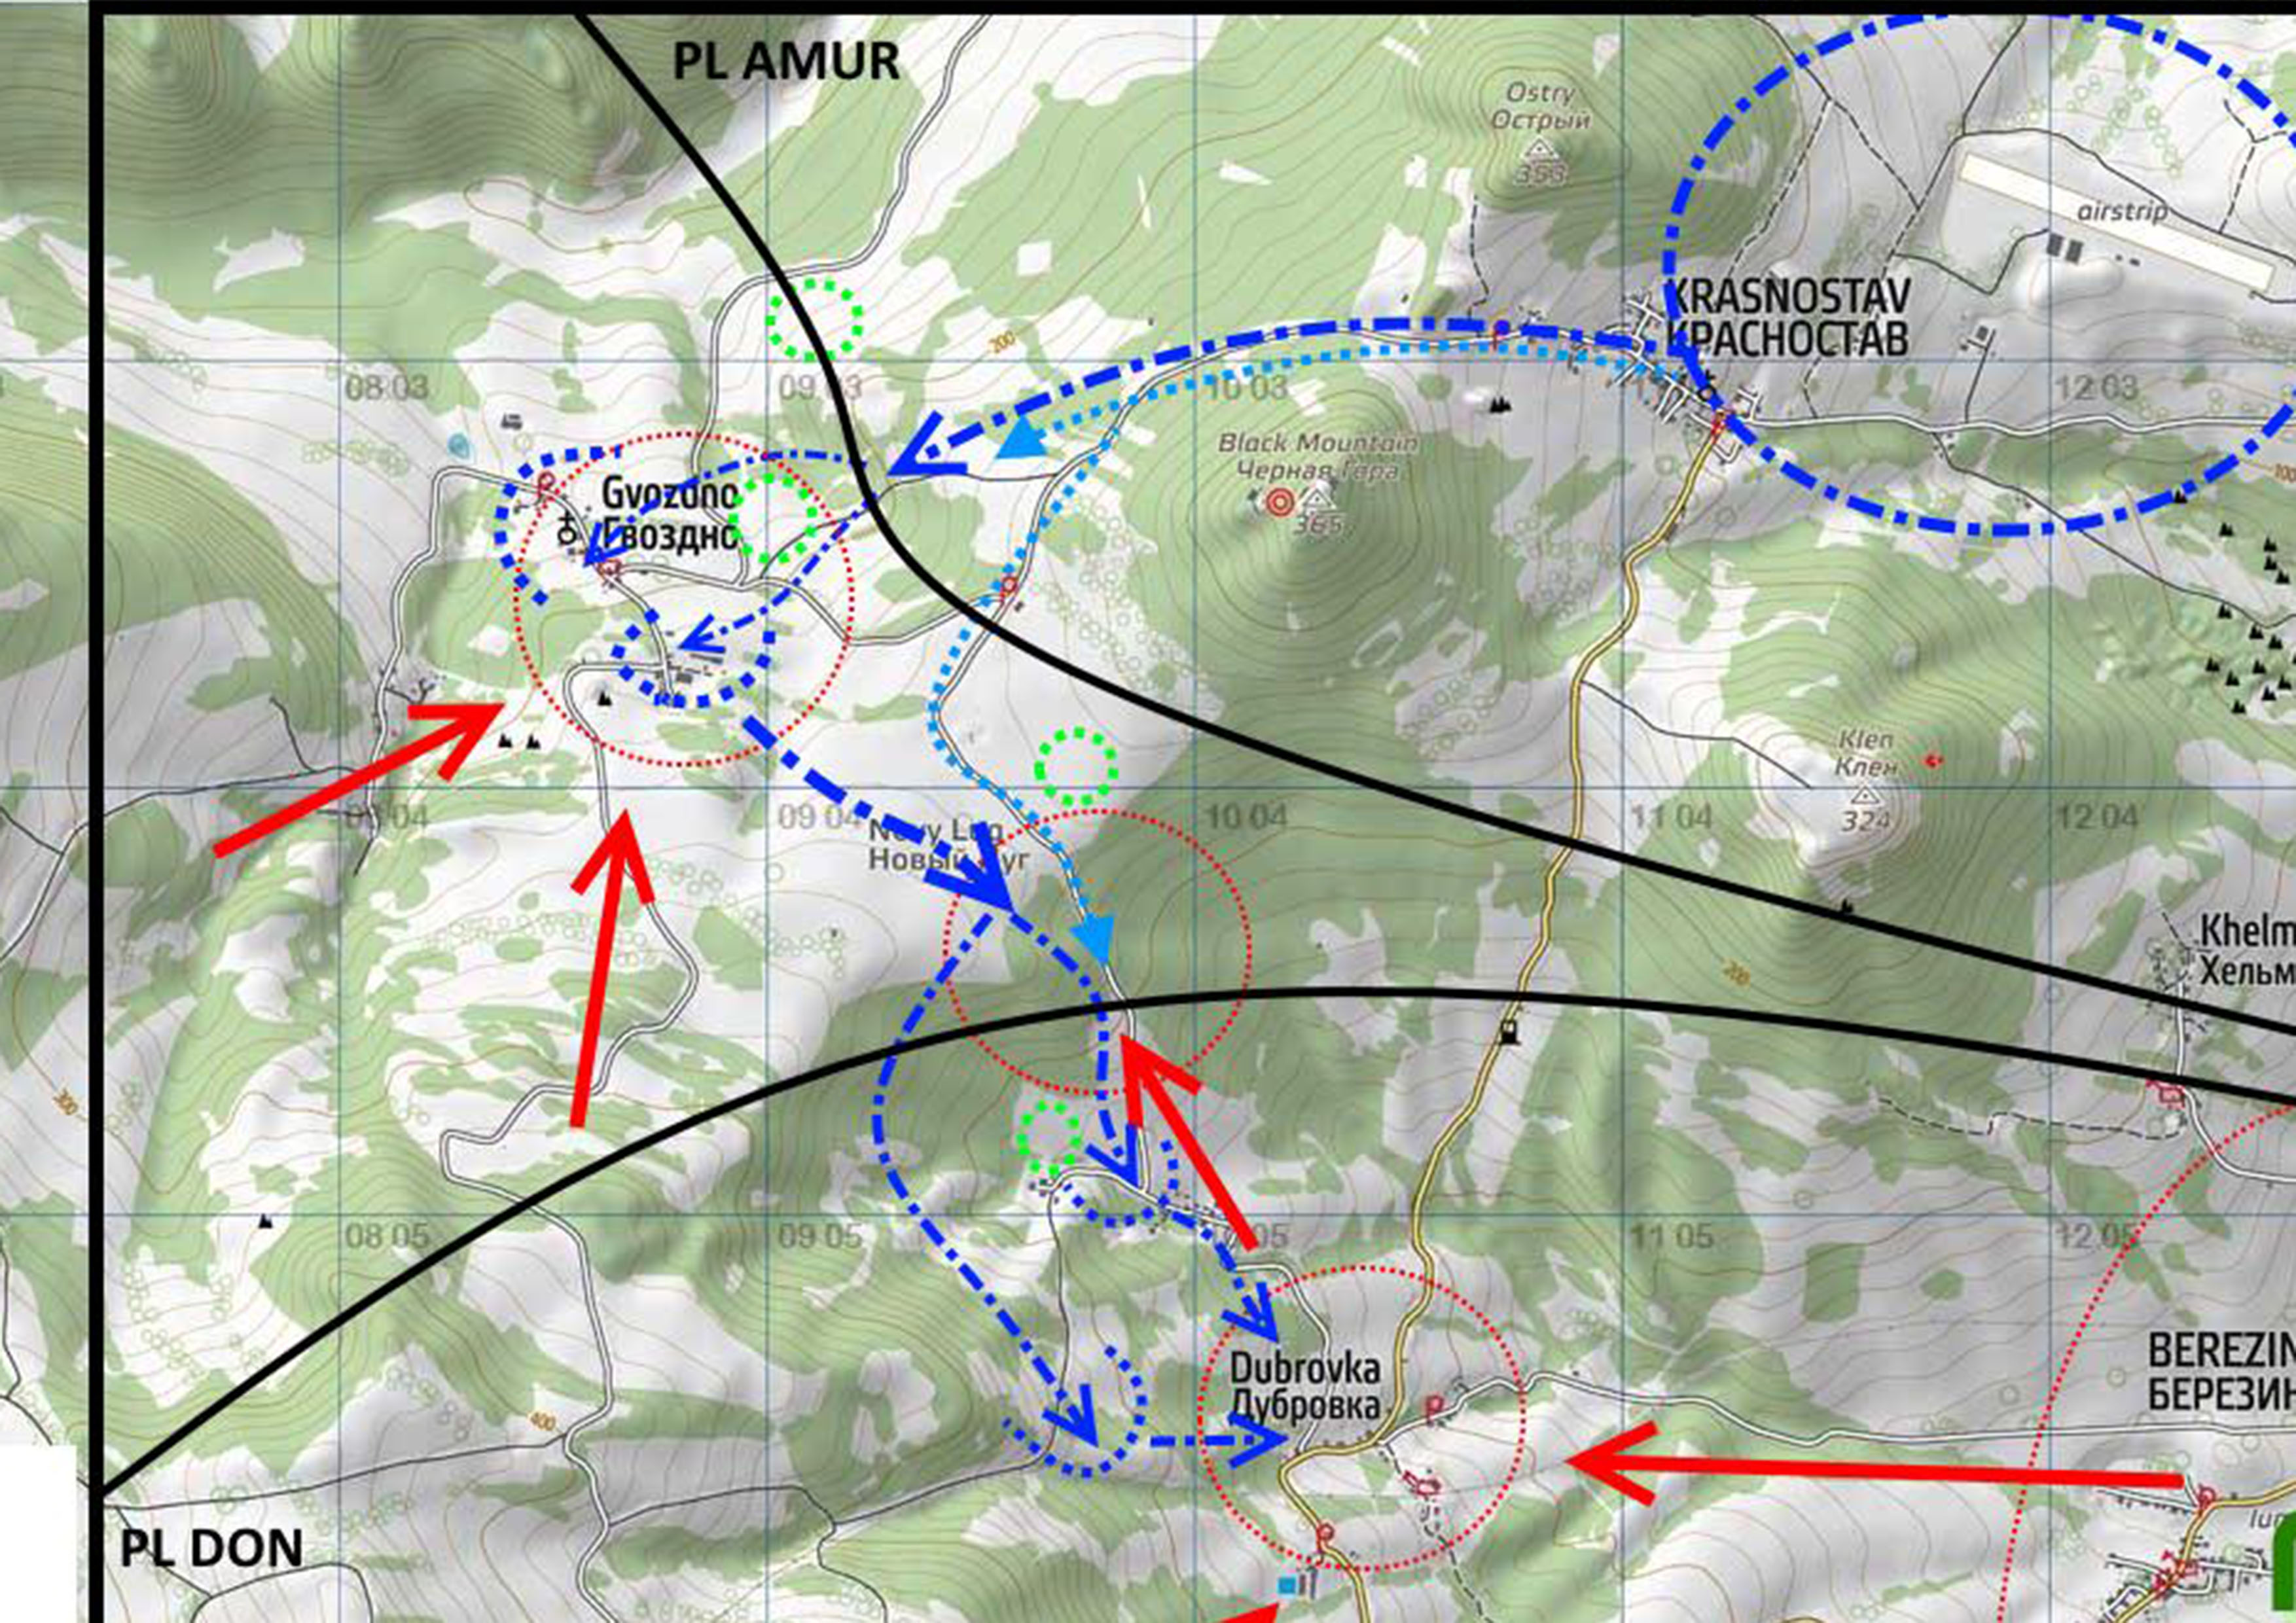 PL AMUR
Ostry
Острый
353
airstrip
KRASNOSTAV
КРАСНОСТАВ
200
08 03
09 03
10 03
12 03
Black Mountain
Черная Гора
365
100
Gvozdno
Гвоздно
Klen
Клен
324
08 04
09 04
10 04
11 04
12 04
Novy Lug
Новый Луг
200
Khelm
Хельм
300
08 05
09 05
10 05
11 05
12 05
Dubrovka
Дубровка
BEREZIN
БЕРЕЗИН
400
PL DON